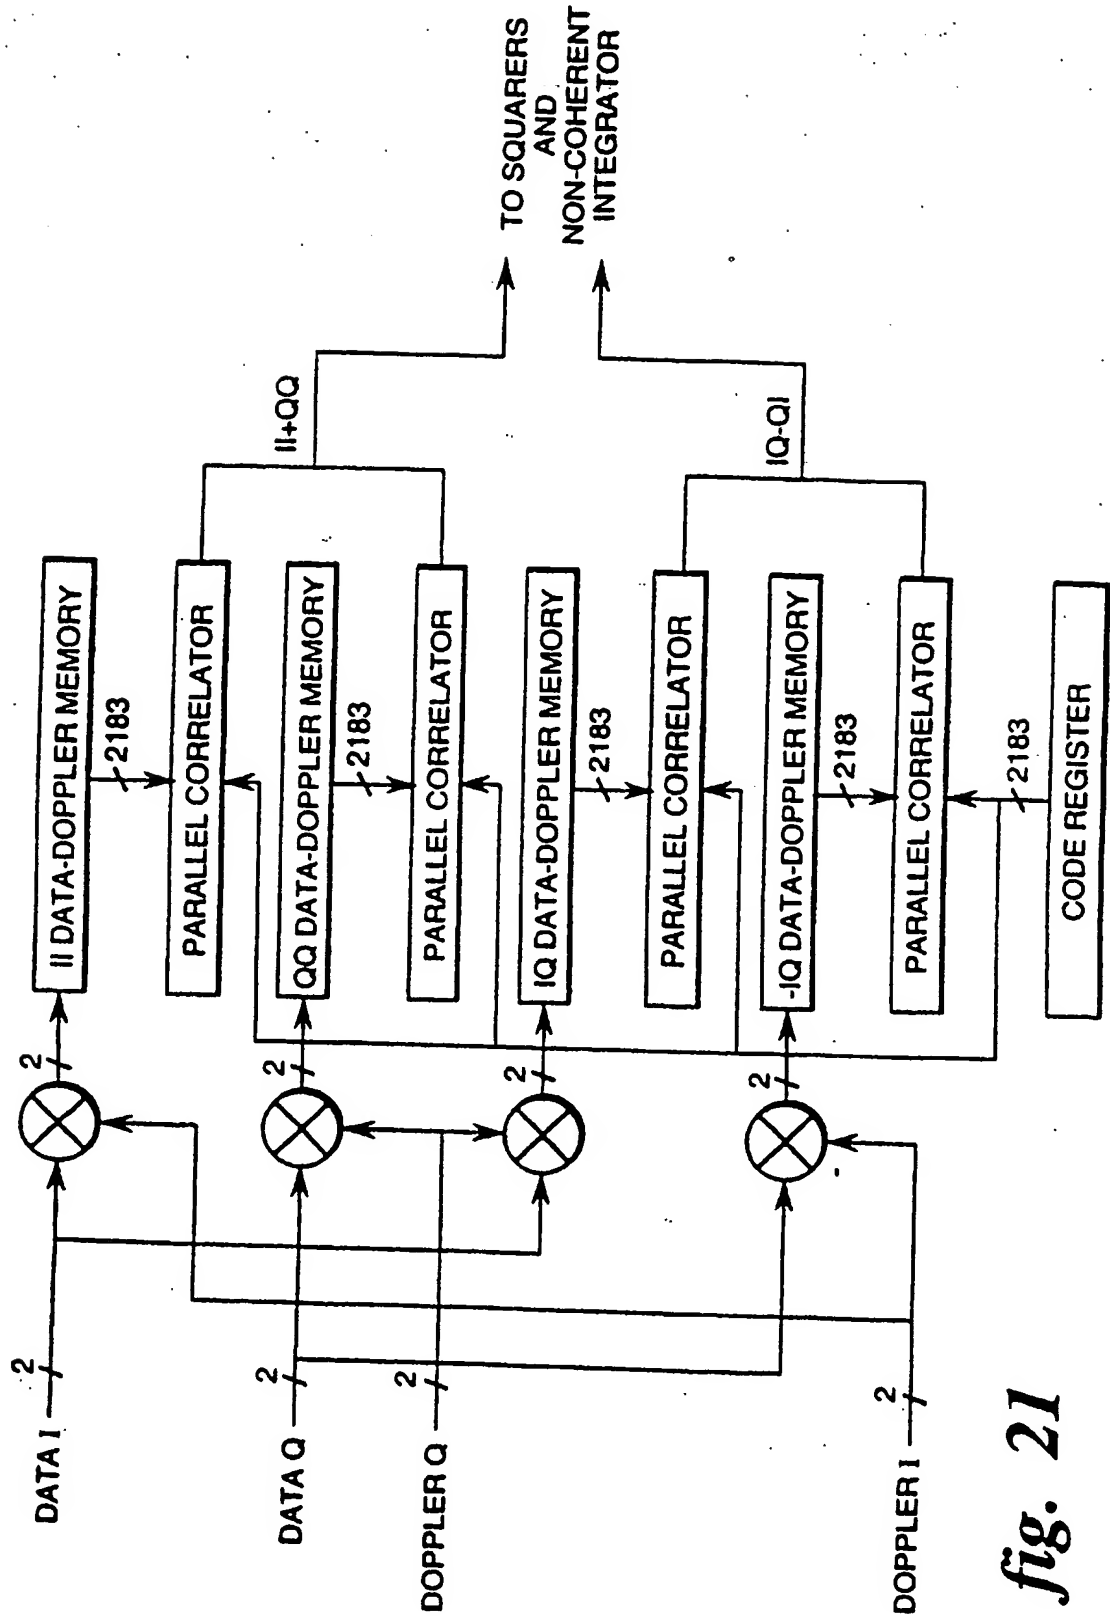 DATA I
2
DATA Q
2
DOPPLER Q
2
DOPPLER I
2
2
2
2
2
II DATA-DOPPLER MEMORY
2183
PARALLEL CORRELATOR
QQ DATA-DOPPLER MEMORY
2183
PARALLEL CORRELATOR
IQ DATA-DOPPLER MEMORY
2183
PARALLEL CORRELATOR
-IQ DATA-DOPPLER MEMORY
2183
PARALLEL CORRELATOR
2183
CODE REGISTER
II+QQ
IQ-QI
TO SQUARERS
AND
NON-COHERENT
INTEGRATOR
fig. 21